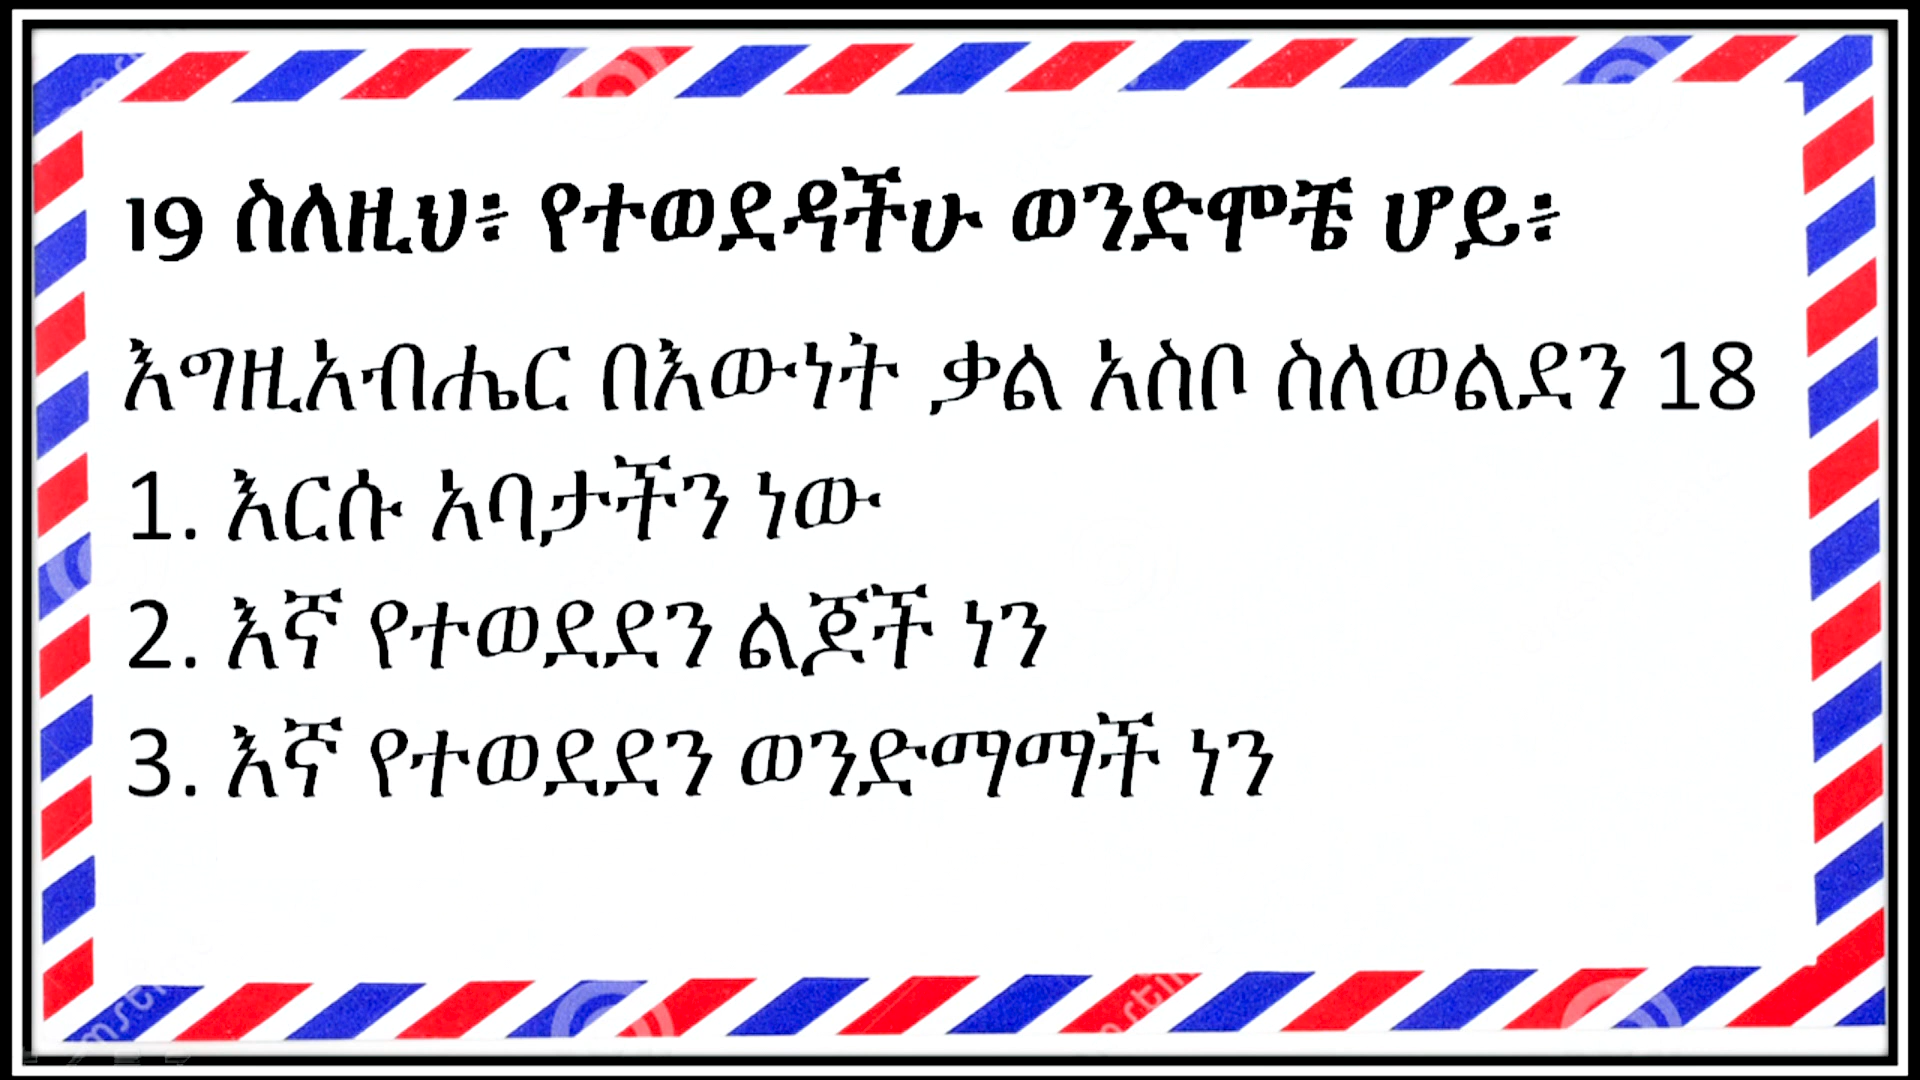 19 ስለዚህ፥ የተወደዳችሁ ወንድሞቼ ሆይ፥
እግዚአብሔር በእውነት ቃል አስቦ ስለወልደን 18
1. እርሱ አባታችን ነው
2. እኛ የተወደደን ልጆች ነን
3. እኛ የተወደደን ወንድማማች ነን